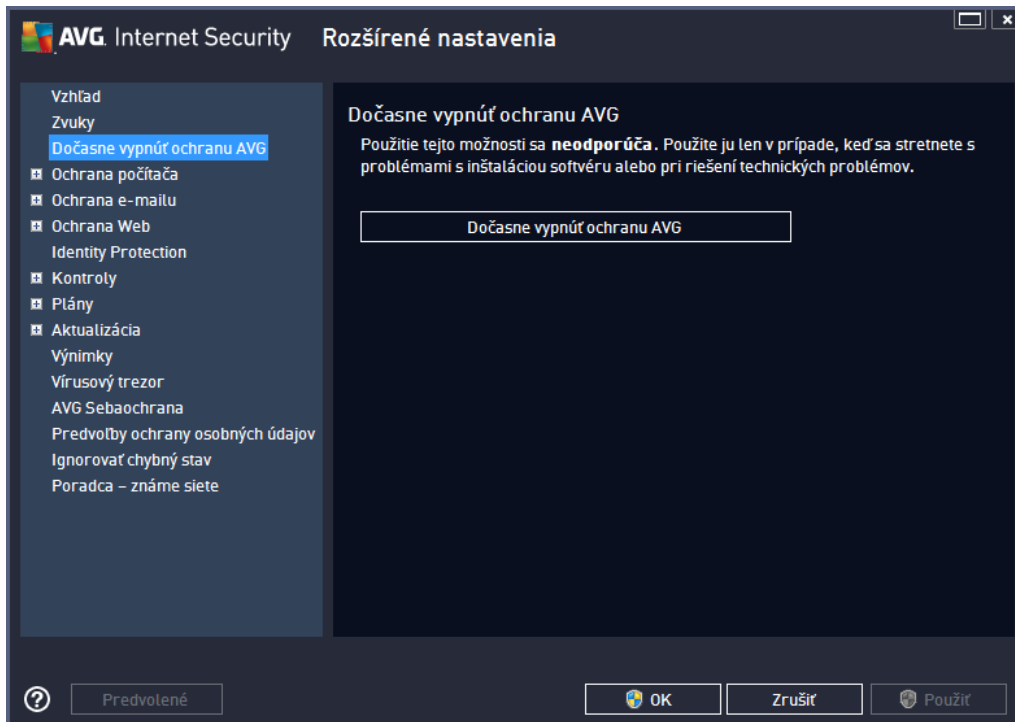 AVG. Internet Security Rozšírené nastavenia
Vzhľad
Zvuky
Dočasne vypnúť ochranu AVG
Ochrana počítača
Ochrana e-mailu
Ochrana Web
Identity Protection
Kontroly
Plány
Aktualizácia
Výnimky
Vírusový trezor
AVG Sebaochrana
Predvoľby ochrany osobných údajov
Ignorovať chybný stav
Poradca – známe siete
Dočasne vypnúť ochranu AVG
Použitie tejto možnosti sa neodporúča. Použite ju len v prípade, keď sa stretnete s
problémami s inštaláciou softvéru alebo pri riešení technických problémov.
Dočasne vypnúť ochranu AVG
Predvolené
OK
Zrušiť
Použiť